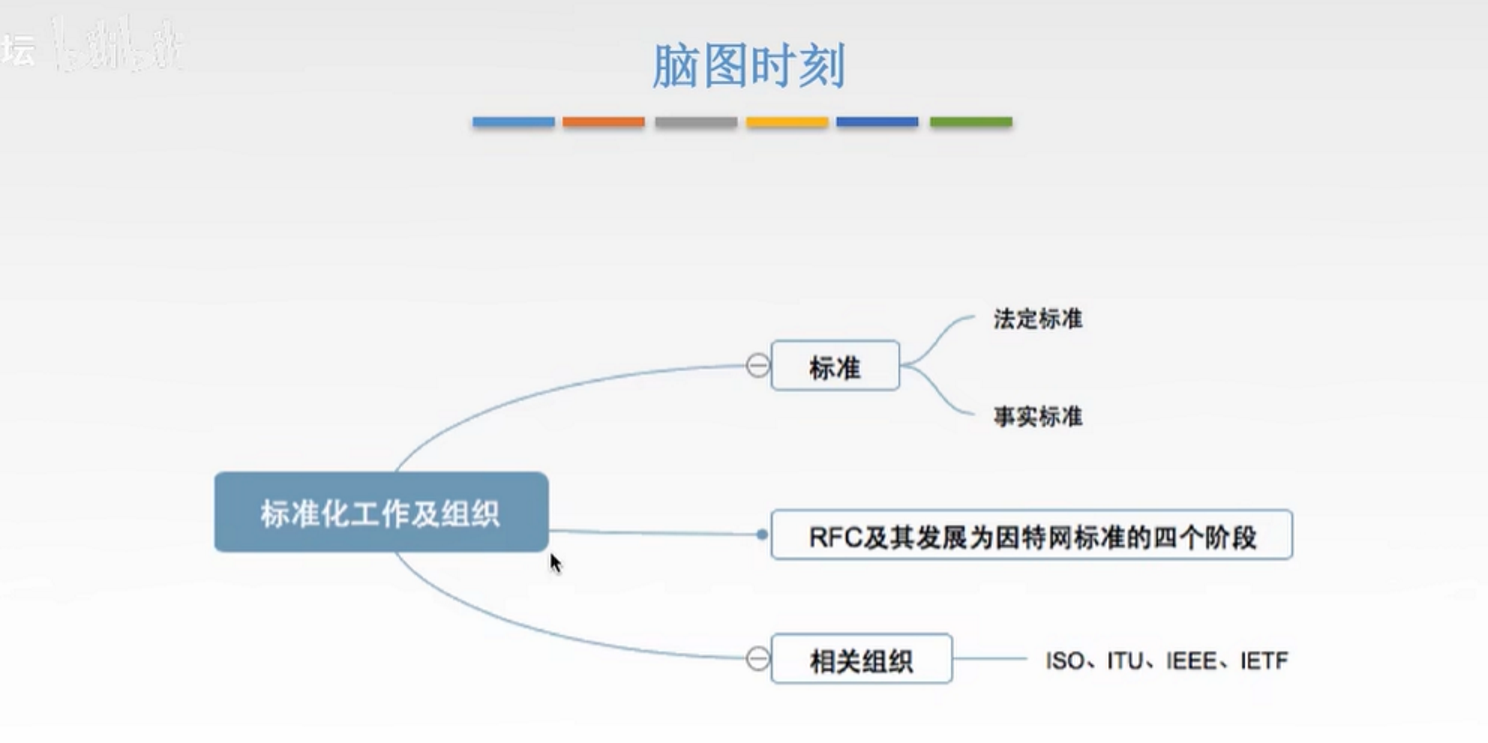 坛 bilibili
脑图时刻
法定标准
标准
事实标准
标准化工作及组织
RFC及其发展为因特网标准的四个阶段
相关组织
ISO、ITU、IEEE、IETF